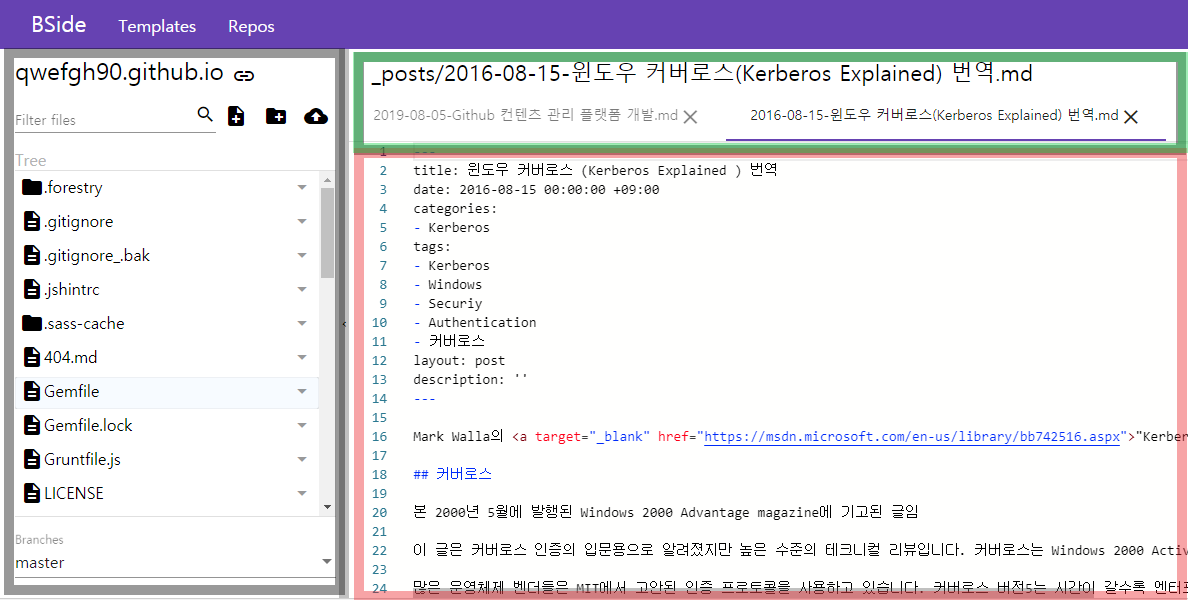 BSide Templates Repos
qwefgh90.github.io
Filter files
Tree
.forestry
.gitignore
.gitignore_.bak
.jshintrc
.sass-cache
404.md
Gemfile
Gemfile.lock
Gruntfile.js
LICENSE
Branches
master
_posts/2016-08-15-윈도우 커버로스(Kerberos Explained) 번역.md
2019-08-05-Github 컨텐츠 관리 플랫폼 개발.md 2016-08-15-윈도우 커버로스(Kerberos Explained) 번역.md
1 ---
2 title: 윈도우 커버로스 (Kerberos Explained ) 번역
3 date: 2016-08-15 00:00:00 +09:00
4 categories:
5 - Kerberos
6 tags:
7 - Kerberos
8 - Windows
9 - Securiy
10 - Authentication
11 - 커버로스
12 layout: post
13 description: ''
14 ---
15
16 Mark Walla의 <a target="_blank" href="https://msdn.microsoft.com/en-us/library/bb742516.aspx">"Kerber
17
18 ## 커버로스
19
20 본 2000년 5월에 발행된 Windows 2000 Advantage magazine에 기고된 글임
21
22 이 글은 커버로스 인증의 입문용으로 알려졌지만 높은 수준의 테크니컬 리뷰입니다. 커버로스는 Windows 2000 Activ
23
24 많은 운영체제 벤더들은 MIT에서 고안된 인증 프로토콜을 사용하고 있습니다. 커버로스 버전5는 시간이 갈수록 엔터프